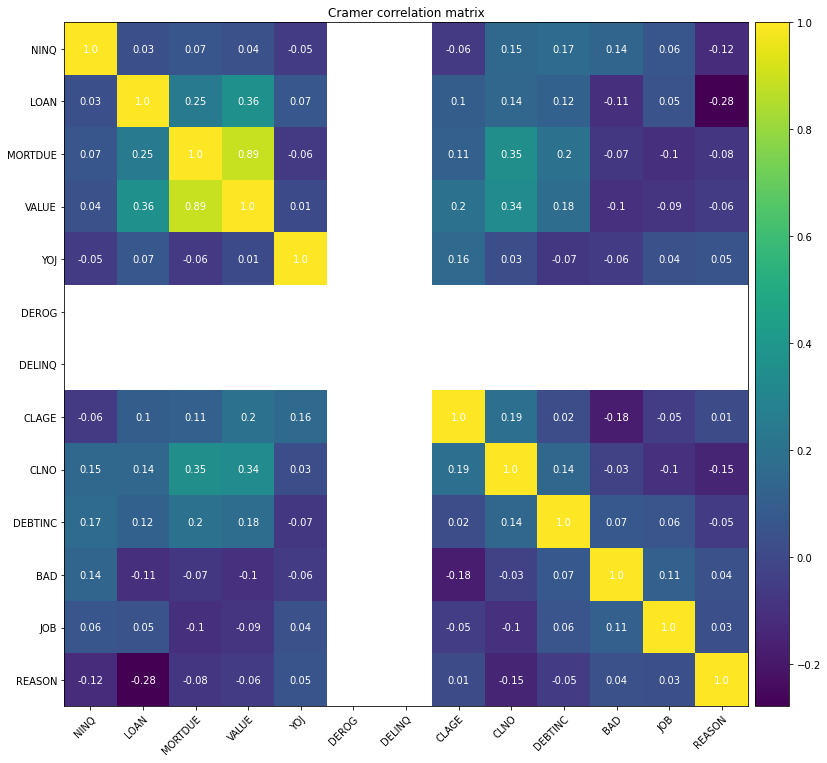 Cramer correlation matrix
NINQ 1.0 0.03 0.07 0.04 -0.05 -0.06 0.15 0.17 0.14 0.06 -0.12
LOAN 0.03 1.0 0.25 0.36 0.07 0.1 0.14 0.12 -0.11 0.05 -0.28
MORTDUE 0.07 0.25 1.0 0.89 -0.06 0.11 0.35 0.2 -0.07 -0.1 -0.08
VALUE 0.04 0.36 0.89 1.0 0.01 0.2 0.34 0.18 -0.1 -0.09 -0.06
YOJ -0.05 0.07 -0.06 0.01 1.0 0.16 0.03 -0.07 -0.06 0.04 0.05
DEROG
DELINQ
CLAGE -0.06 0.1 0.11 0.2 0.16 1.0 0.19 0.02 -0.18 -0.05 0.01
CLNO 0.15 0.14 0.35 0.34 0.03 0.19 1.0 0.14 -0.03 -0.1 -0.15
DEBTINC 0.17 0.12 0.2 0.18 -0.07 0.02 0.14 1.0 0.07 0.06 -0.05
BAD 0.14 -0.11 -0.07 -0.1 -0.06 -0.18 -0.03 0.07 1.0 0.11 0.04
JOB 0.06 0.05 -0.1 -0.09 0.04 -0.05 -0.1 0.06 0.11 1.0 0.03
REASON -0.12 -0.28 -0.08 -0.06 0.05 0.01 -0.15 -0.05 0.04 0.03 1.0
NINQ LOAN MORTDUE VALUE YOJ DEROG DELINQ CLAGE CLNO DEBTINC BAD JOB REASON
1.0
0.8
0.6
0.4
0.2
0.0
−0.2